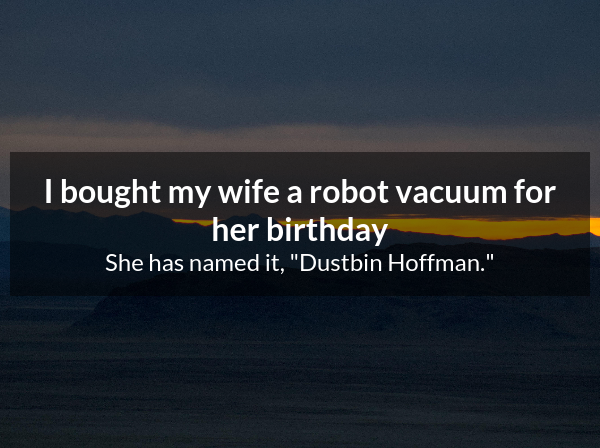 I bought my wife a robot vacuum for
her birthday
She has named it, "Dustbin Hoffman."